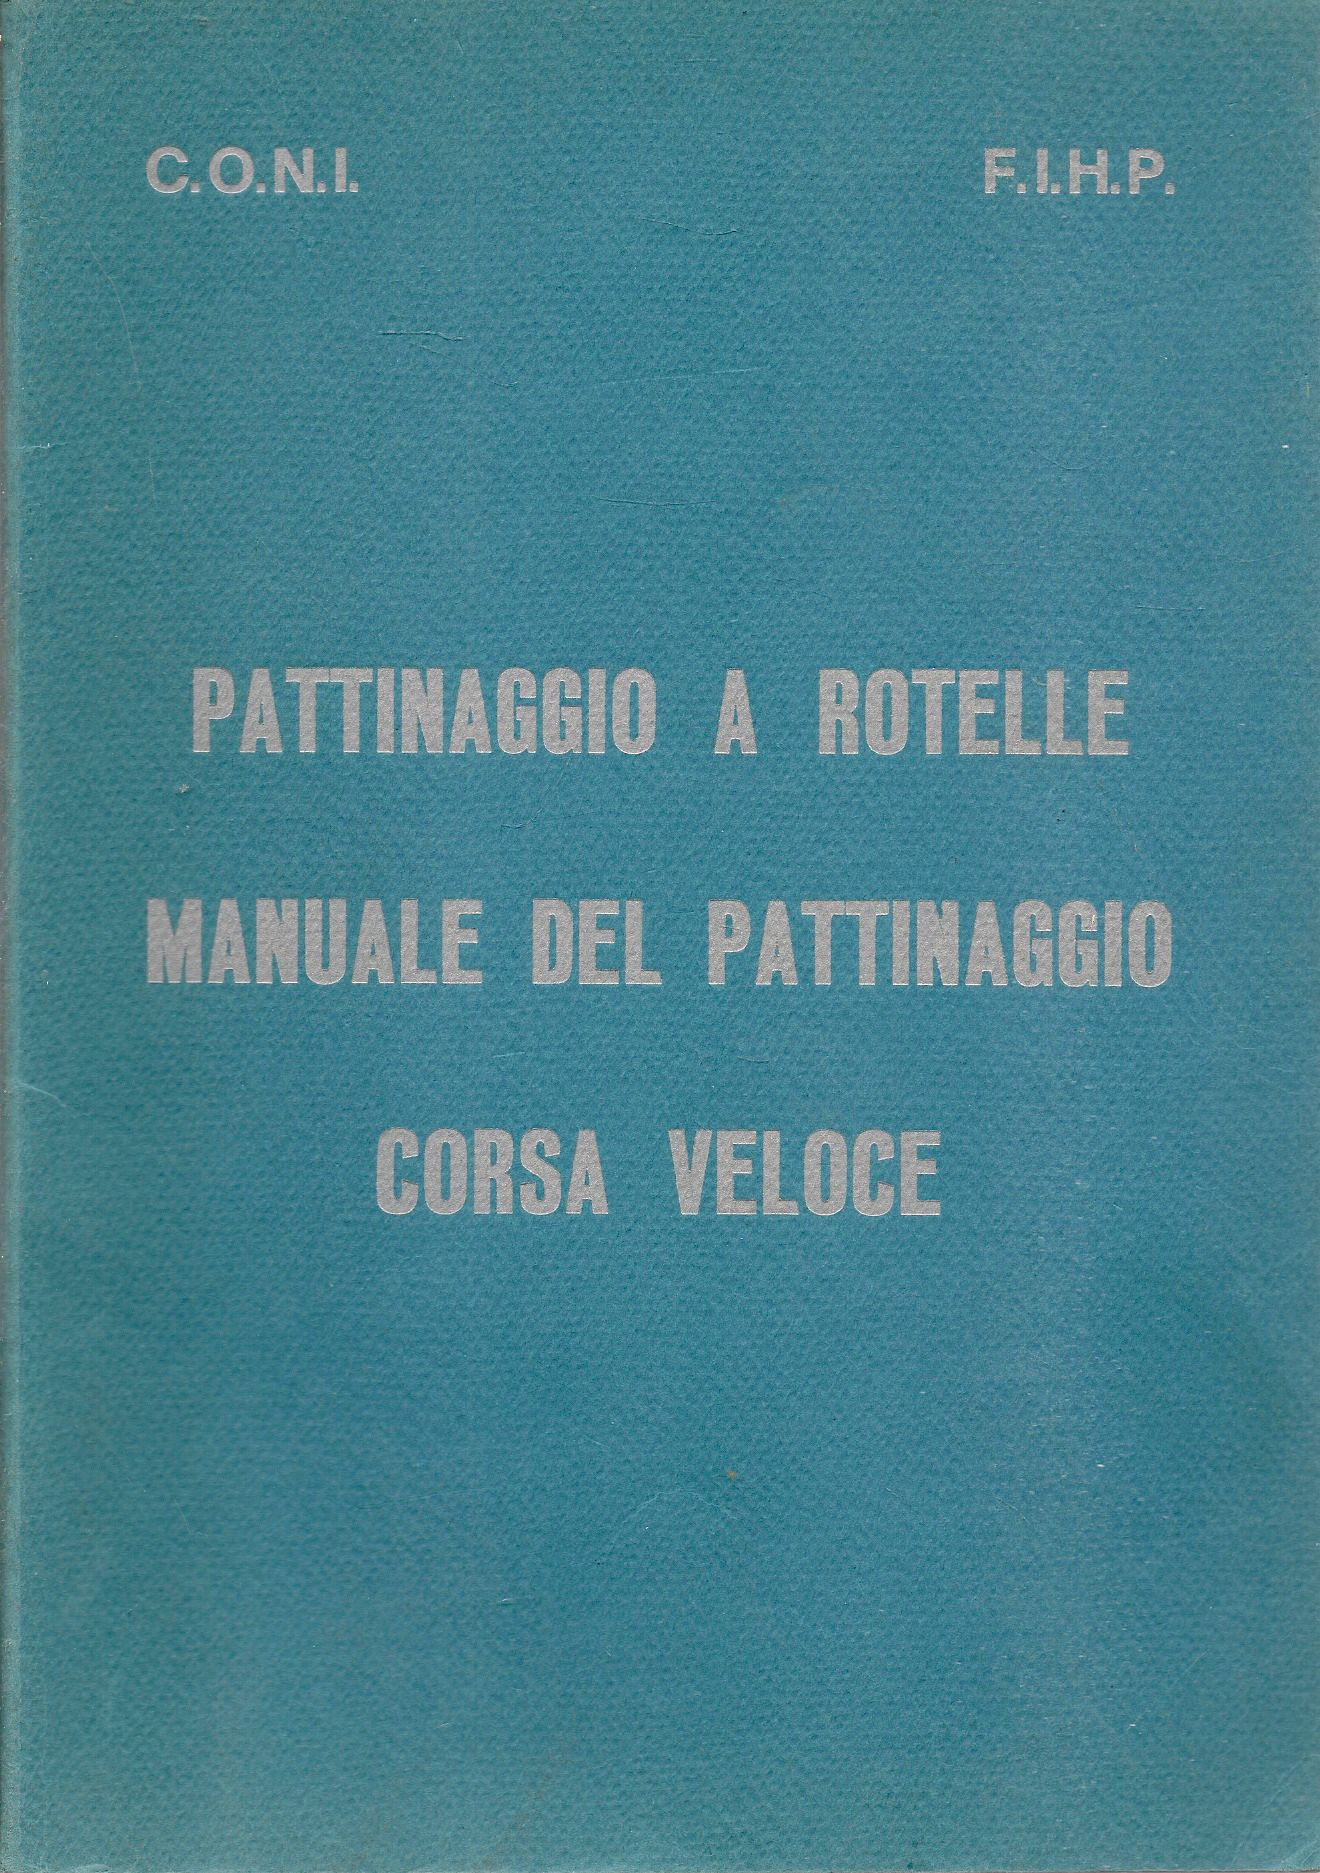 C.O.N.I. F.I.H.P.
PATTINAGGIO A ROTELLE
MANUALE DEL PATTINAGGIO
CORSA VELOCE